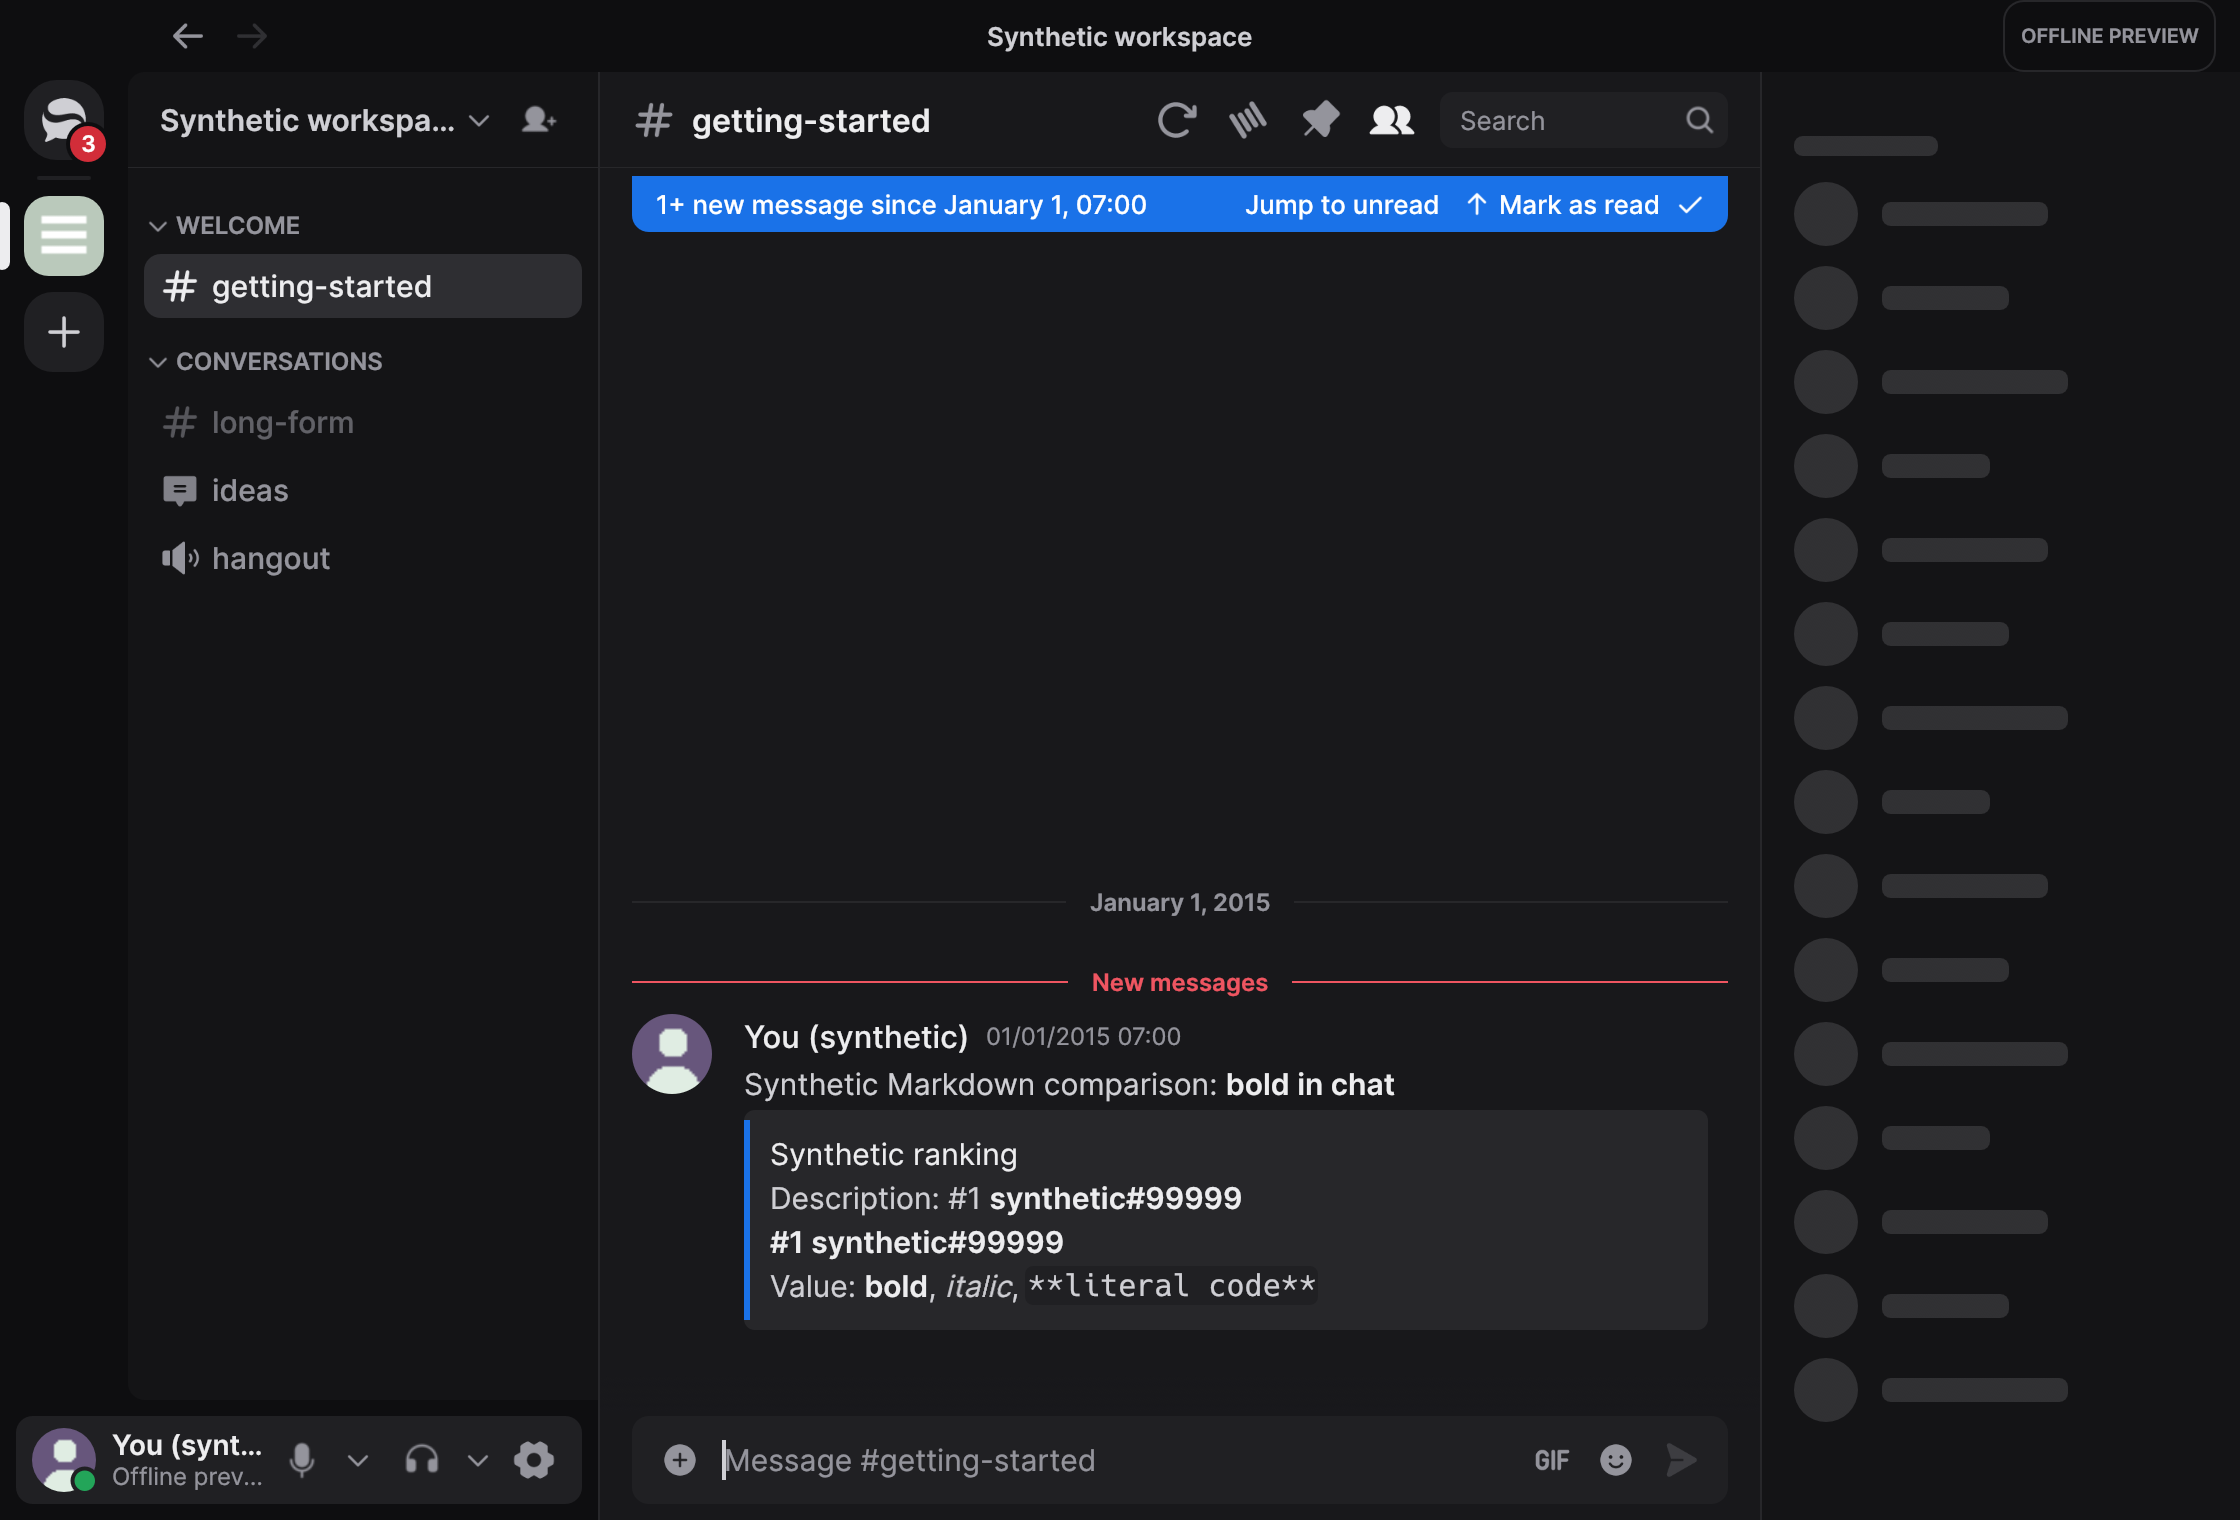 Synthetic workspace
OFFLINE PREVIEW
3
Synthetic workspa...
WELCOME
getting-started
CONVERSATIONS
long-form
ideas
hangout
You (synt...
Offline prev...
getting-started
Search
1+ new message since January 1, 07:00 Jump to unread Mark as read
January 1, 2015
New messages
You (synthetic) 01/01/2015 07:00
Synthetic Markdown comparison: bold in chat
Synthetic ranking
Description: #1 synthetic#99999
#1 synthetic#99999
Value: bold, italic, **literal code**
Message #getting-started
GIF